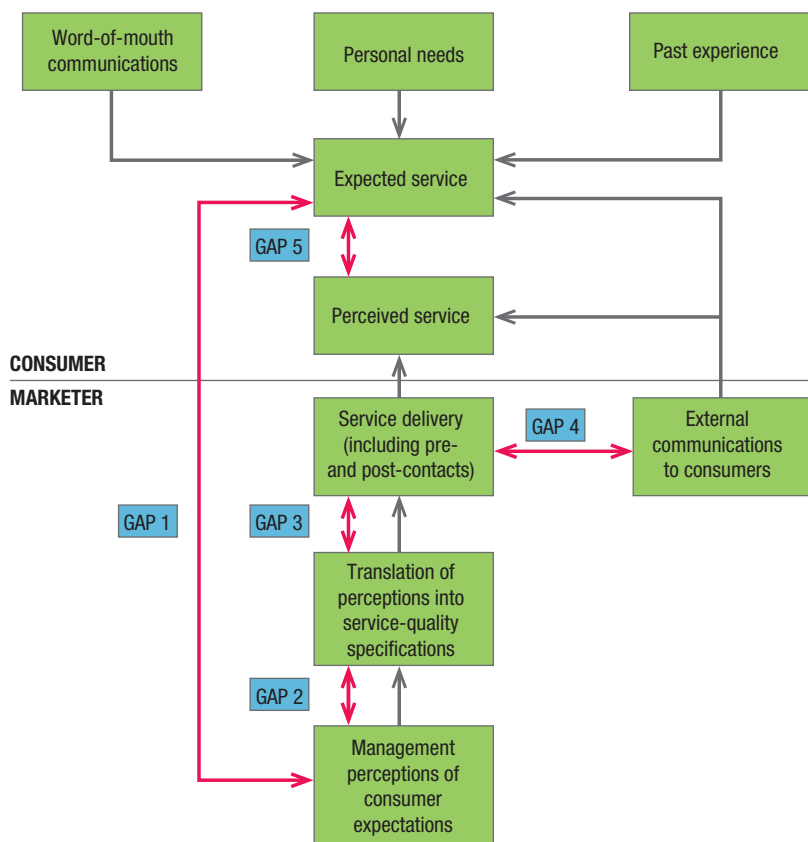 Word-of-mouth
communications
Personal needs
Past experience
Expected service
GAP 5
Perceived service
CONSUMER
MARKETER
Service delivery
(including pre-
and post-contacts)
GAP 4
External
communications
to consumers
GAP 1
GAP 3
Translation of
perceptions into
service-quality
specifications
GAP 2
Management
perceptions of
consumer
expectations